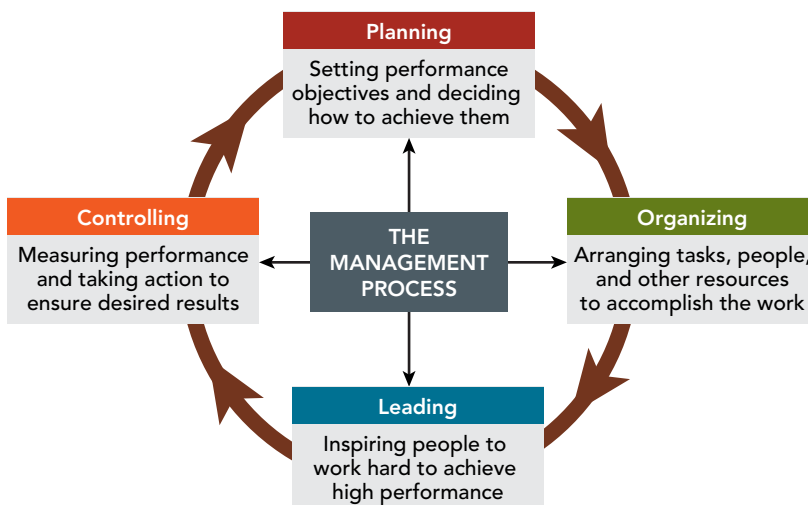 Planning
Setting performance
objectives and deciding
how to achieve them
Controlling
Measuring performance
and taking action to
ensure desired results
THE
MANAGEMENT
PROCESS
Organizing
Arranging tasks, people,
and other resources
to accomplish the work
Leading
Inspiring people to
work hard to achieve
high performance